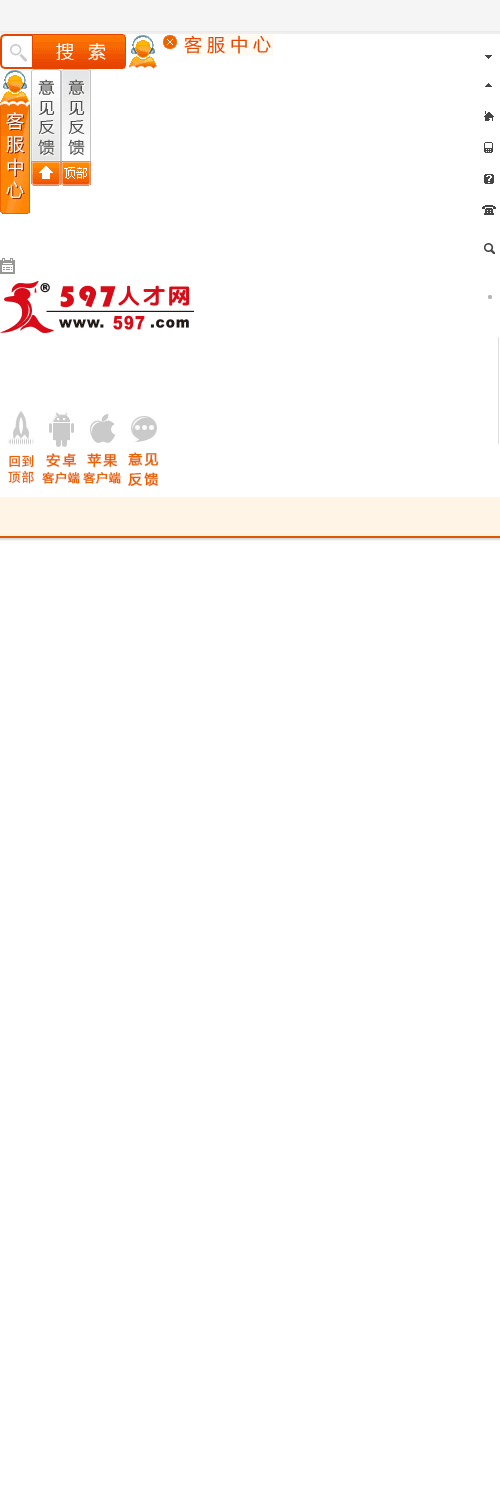 搜 索
客服中心
客服中心
意见反馈
意见反馈
顶部
597人才网
®
www.597.com
回到顶部
安卓客户端
苹果客户端
意见反馈